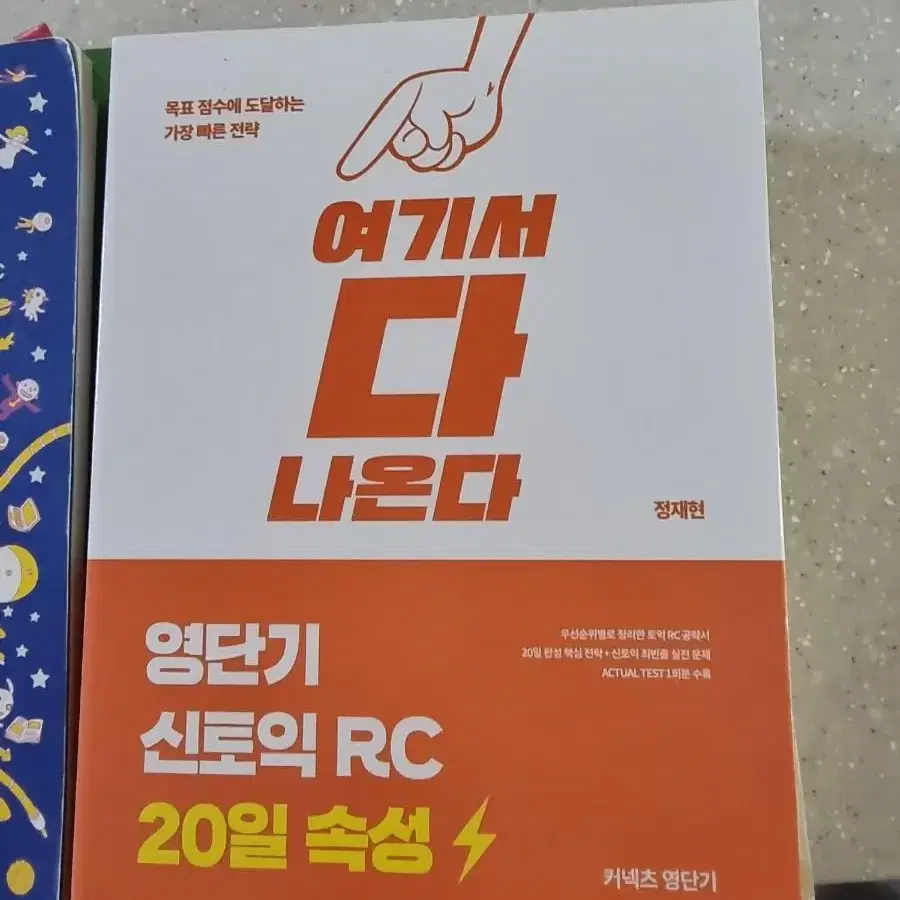 목표 점수에 도달하는
가장 빠른 전략
여기서
다
나온다
정재현
영단기
신토익 RC
20일 속성
우선순위별로 정리한 토익 RC 공략서
20일 완성 핵심 전략 + 신토익 최빈출 실전 문제
ACTUAL TEST 1회분 수록
커넥츠 영단기